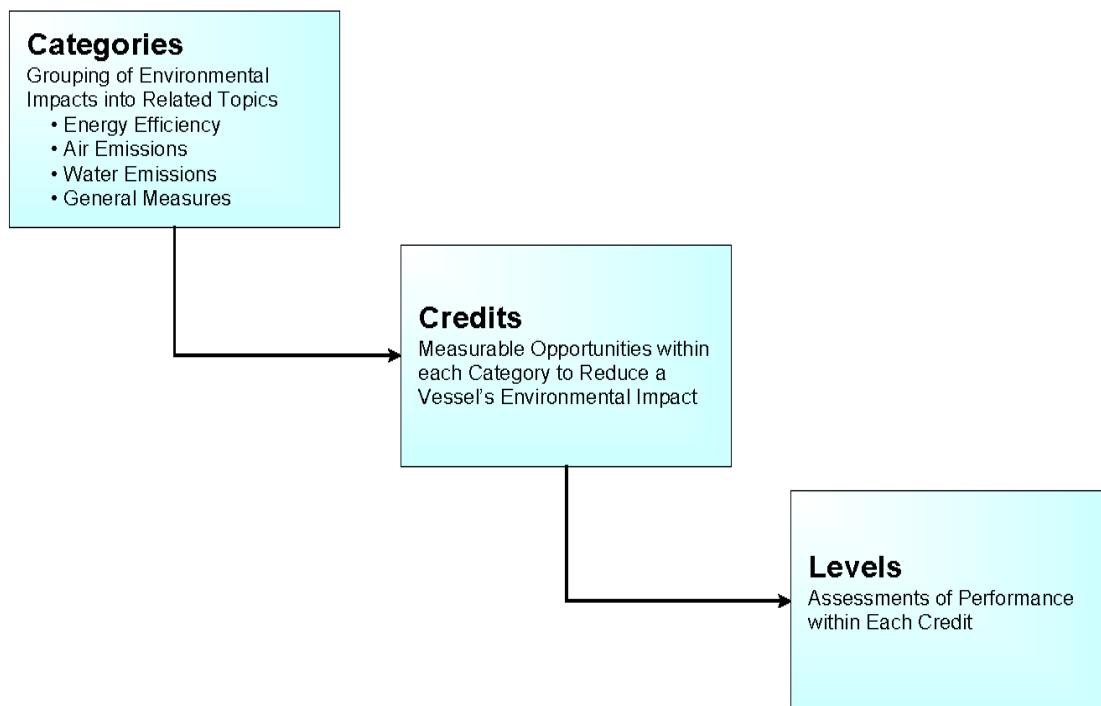 Categories
Grouping of Environmental
Impacts into Related Topics
• Energy Efficiency
• Air Emissions
• Water Emissions
• General Measures
Credits
Measurable Opportunities within
each Category to Reduce a
Vessel's Environmental Impact
Levels
Assessments of Performance
within Each Credit